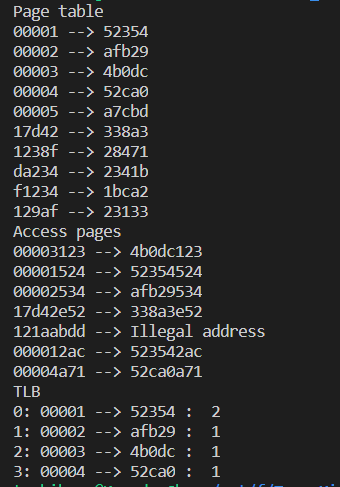 Page table
00001 --> 52354
00002 --> afb29
00003 --> 4b0dc
00004 --> 52ca0
00005 --> a7cbd
17d42 --> 338a3
1238f --> 28471
da234 --> 2341b
f1234 --> 1bca2
129af --> 23133
Access pages
00003123 --> 4b0dc123
00001524 --> 52354524
00002534 --> afb29534
17d42e52 --> 338a3e52
121aabdd --> Illegal address
000012ac --> 523542ac
00004a71 --> 52ca0a71
TLB
0: 00001 --> 52354 :  2
1: 00002 --> afb29 :  1
2: 00003 --> 4b0dc :  1
3: 00004 --> 52ca0 :  1